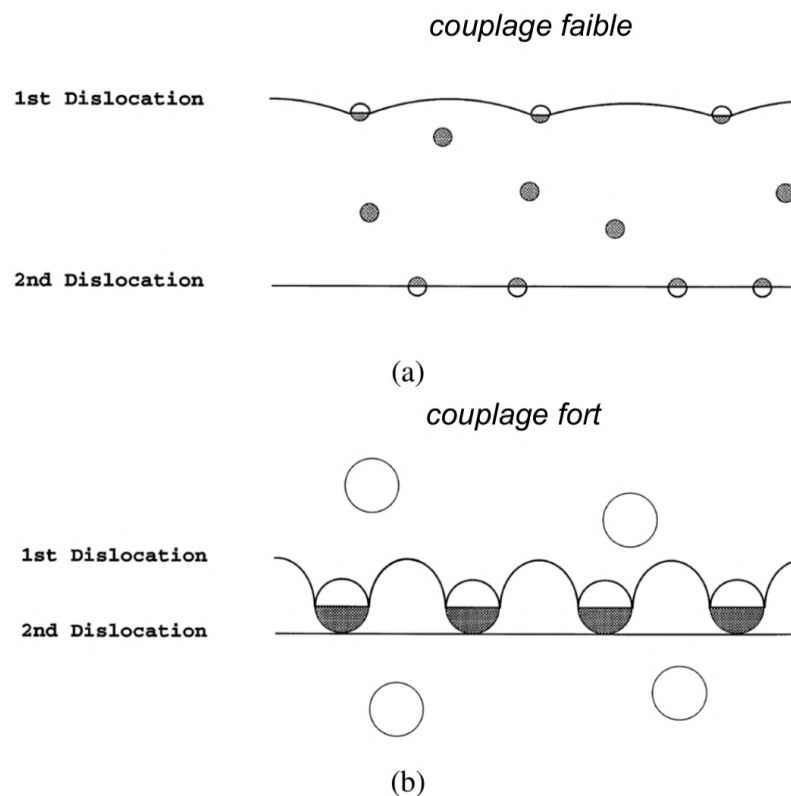 couplage faible
1st Dislocation
2nd Dislocation
(a)
couplage fort
1st Dislocation
2nd Dislocation
(b)